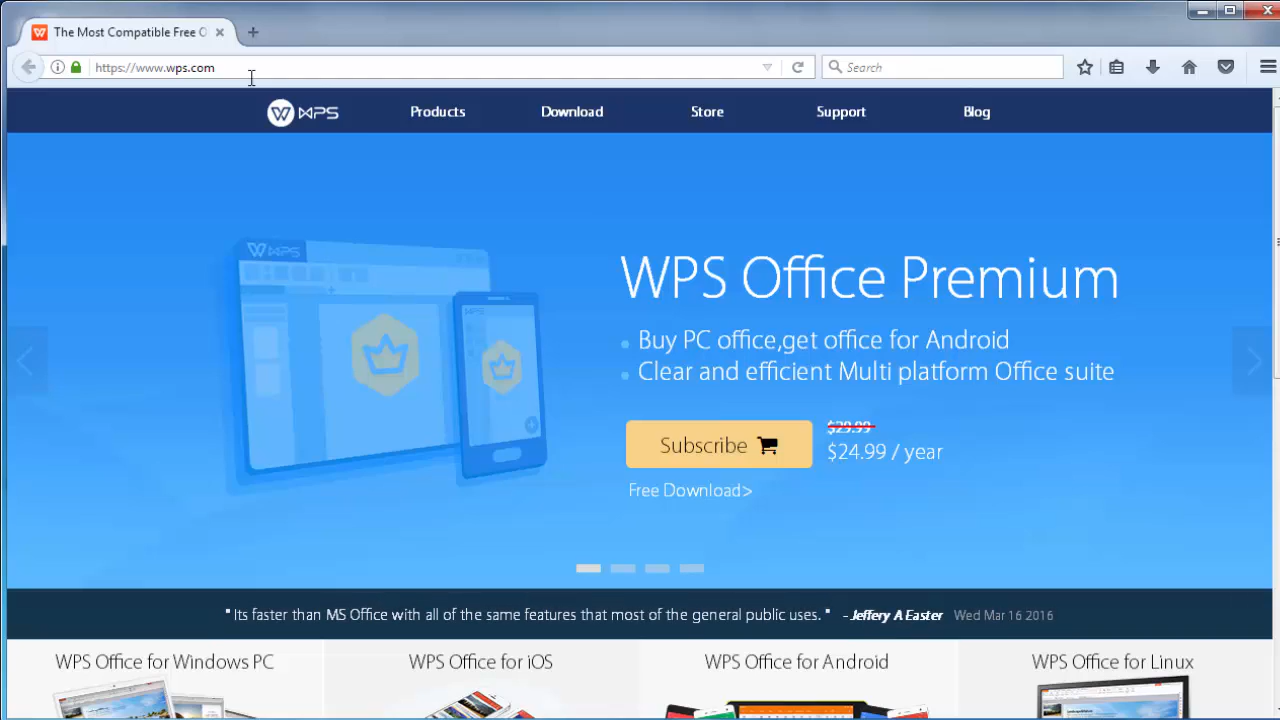 The Most Compatible Free O
https://www.wps.com
Search
WPS
Products
Download
Store
Support
Blog
WPS
WPS Office Premium
Buy PC office,get office for Android
Clear and efficient Multi platform Office suite
Subscribe
$29.99
$24.99 / year
Free Download>
" Its faster than MS Office with all of the same features that most of the general public uses. " - Jeffery A Easter Wed Mar 16 2016
WPS Office for Windows PC
WPS Office for iOS
WPS Office for Android
WPS Office for Linux